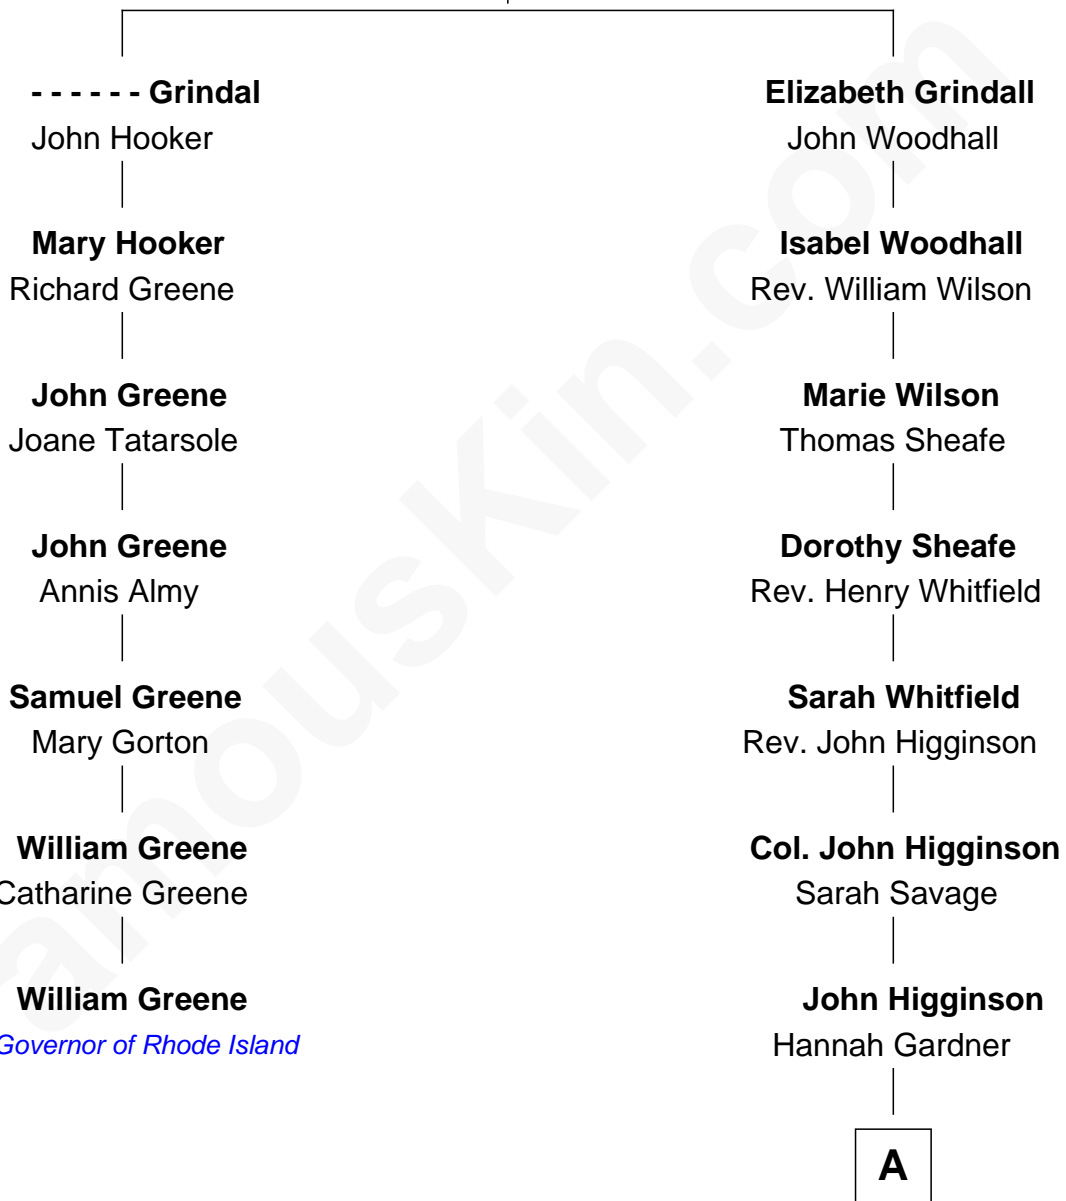 - - - - - - Grindal
John Hooker
Mary Hooker
Richard Greene
John Greene
Joane Tatarsole
John Greene
Annis Almy
Samuel Greene
Mary Gorton
William Greene
Catharine Greene
William Greene
Governor of Rhode Island
Elizabeth Grindall
John Woodhall
Isabel Woodhall
Rev. William Wilson
Marie Wilson
Thomas Sheafe
Dorothy Sheafe
Rev. Henry Whitfield
Sarah Whitfield
Rev. John Higginson
Col. John Higginson
Sarah Savage
John Higginson
Hannah Gardner
A
amouskin.com